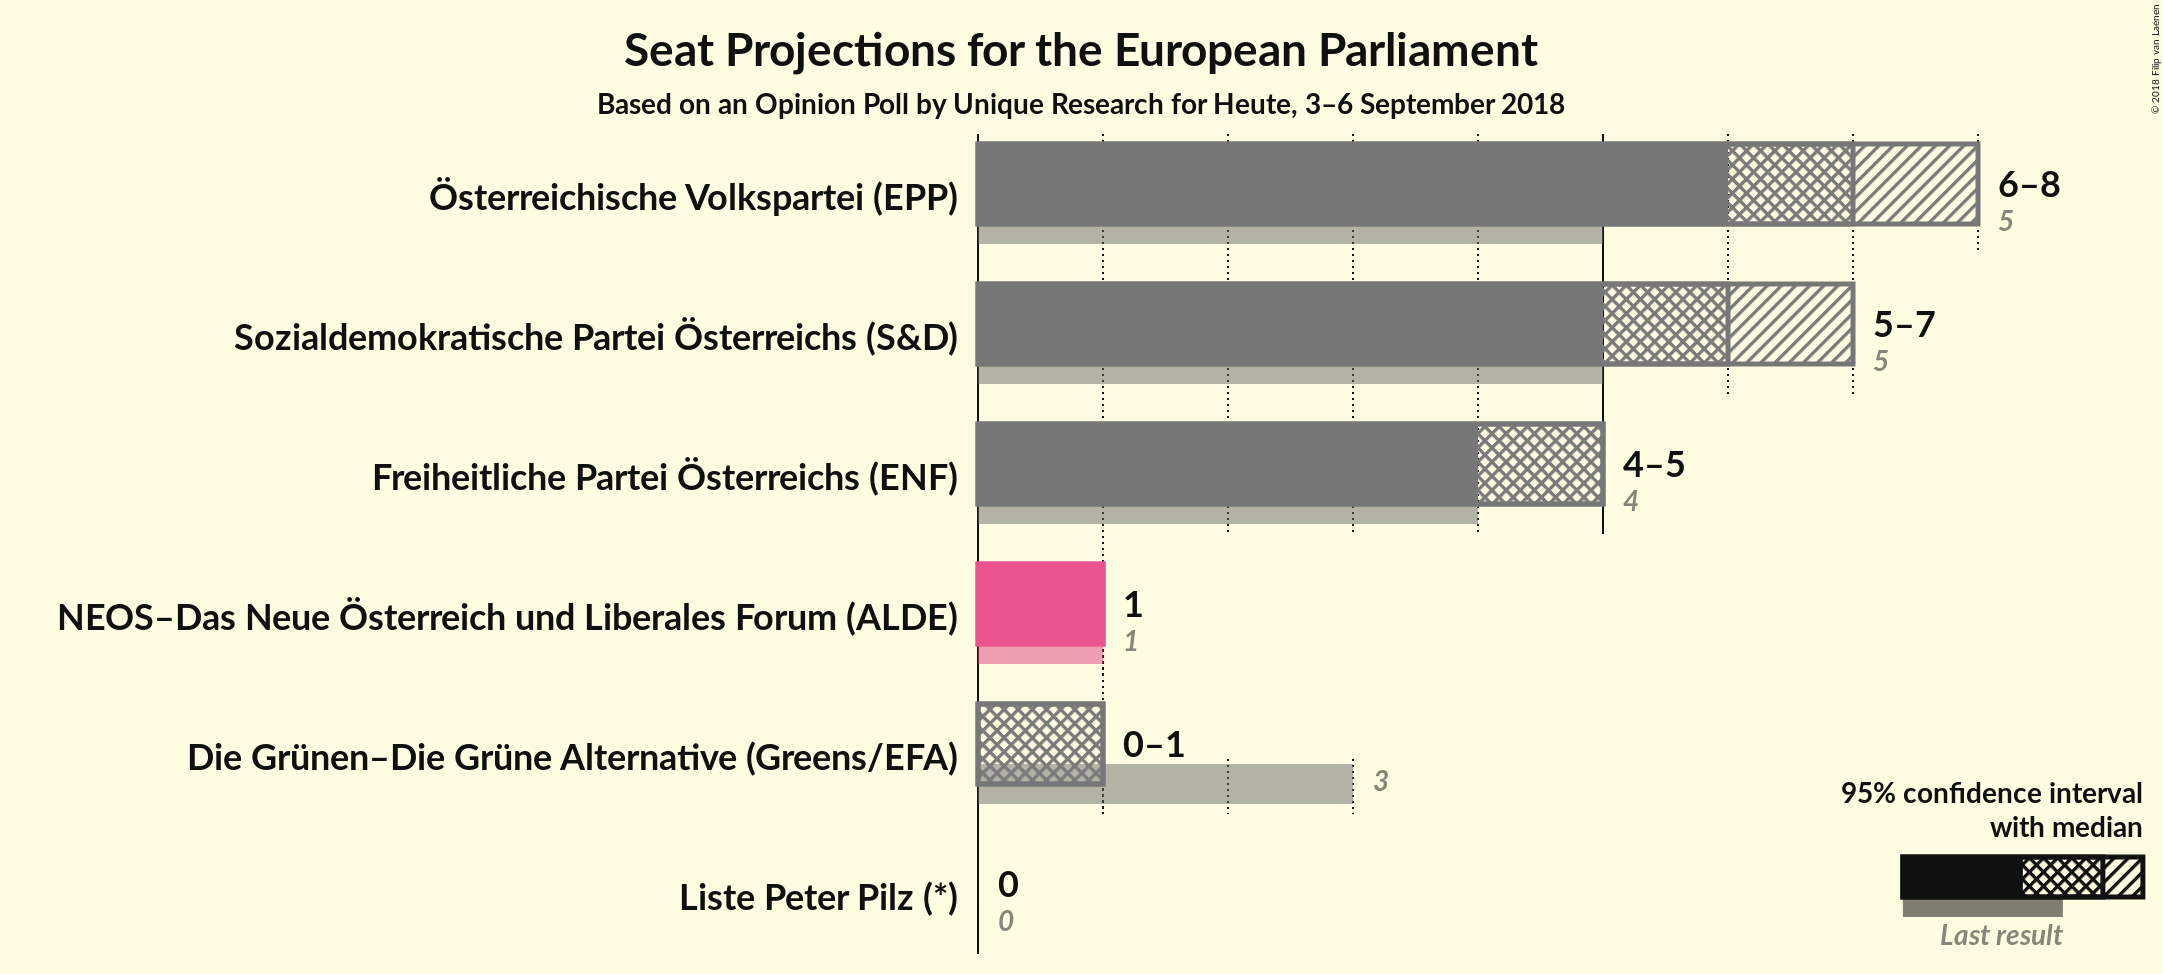 Seat Projections for the European Parliament
Based on an Opinion Poll by Unique Research for Heute, 3–6 September 2018
© 2018 Filip van Laenen
Österreichische Volkspartei (EPP)
6–8
5
Sozialdemokratische Partei Österreichs (S&D)
5–7
5
Freiheitliche Partei Österreichs (ENF)
4–5
4
NEOS–Das Neue Österreich und Liberales Forum (ALDE)
1
1
Die Grünen–Die Grüne Alternative (Greens/EFA)
0–1
3
Liste Peter Pilz (*)
0
0
95% confidence interval
with median
Last result